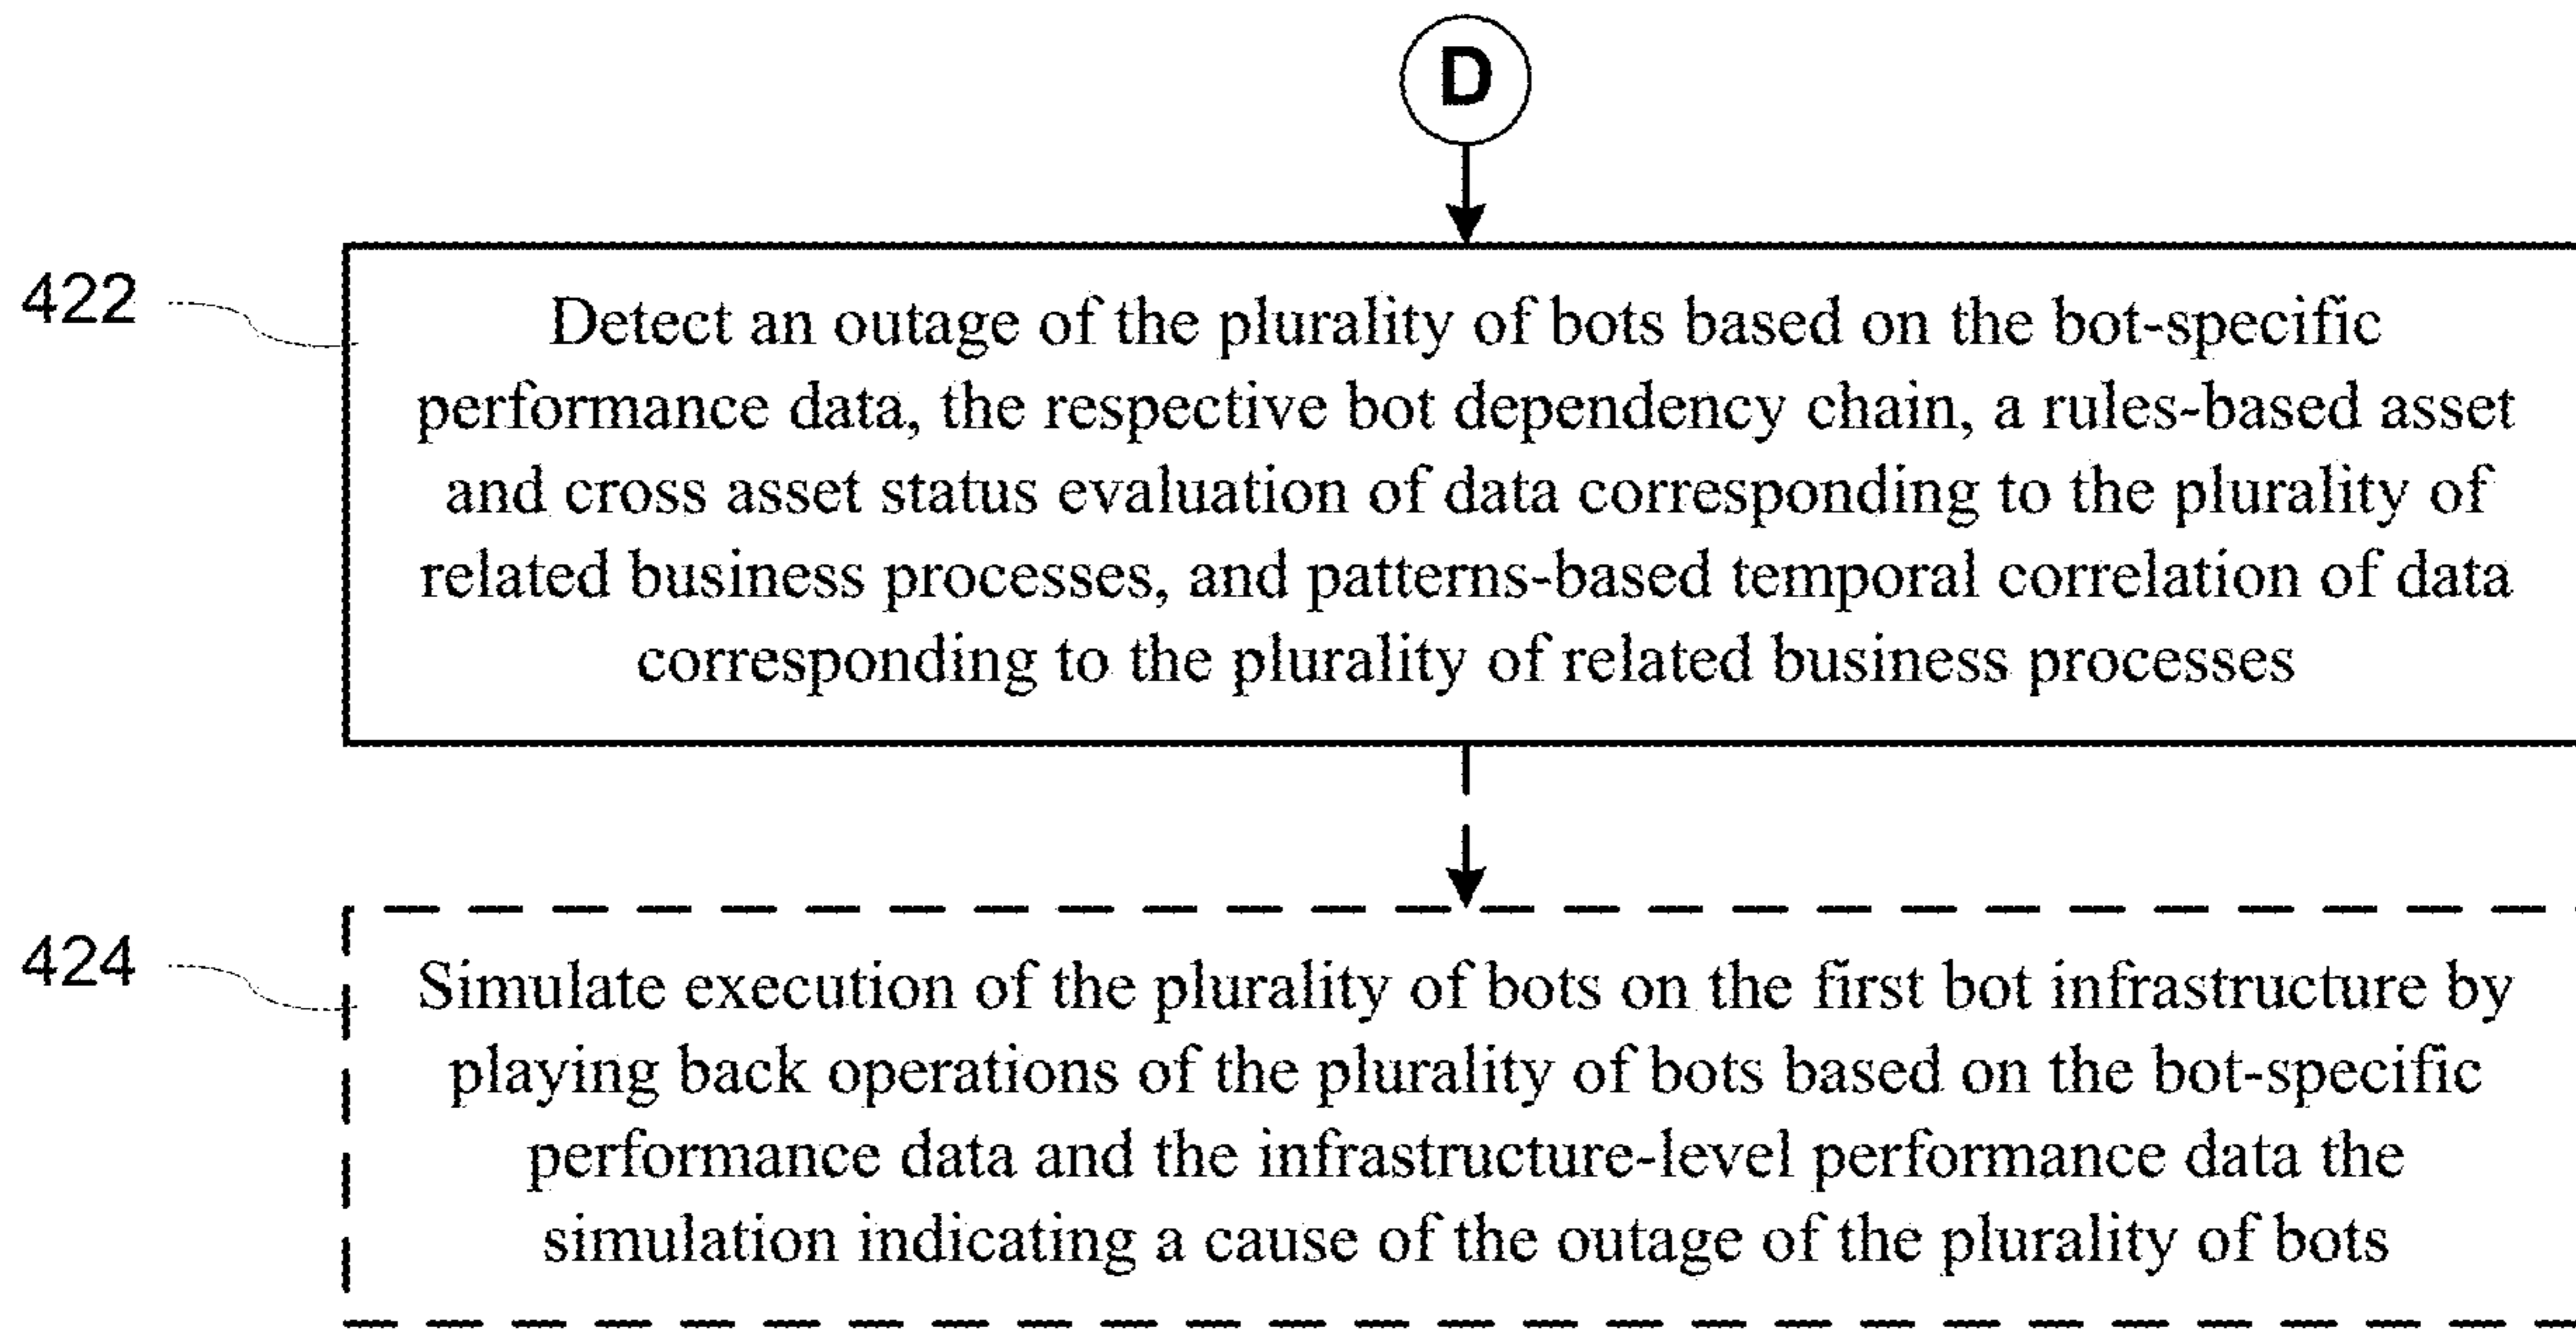 D
422
Detect an outage of the plurality of bots based on the bot-specific
performance data, the respective bot dependency chain, a rules-based asset
and cross asset status evaluation of data corresponding to the plurality of
related business processes, and patterns-based temporal correlation of data
corresponding to the plurality of related business processes
424
Simulate execution of the plurality of bots on the first bot infrastructure by
playing back operations of the plurality of bots based on the bot-specific
performance data and the infrastructure-level performance data the
simulation indicating a cause of the outage of the plurality of bots